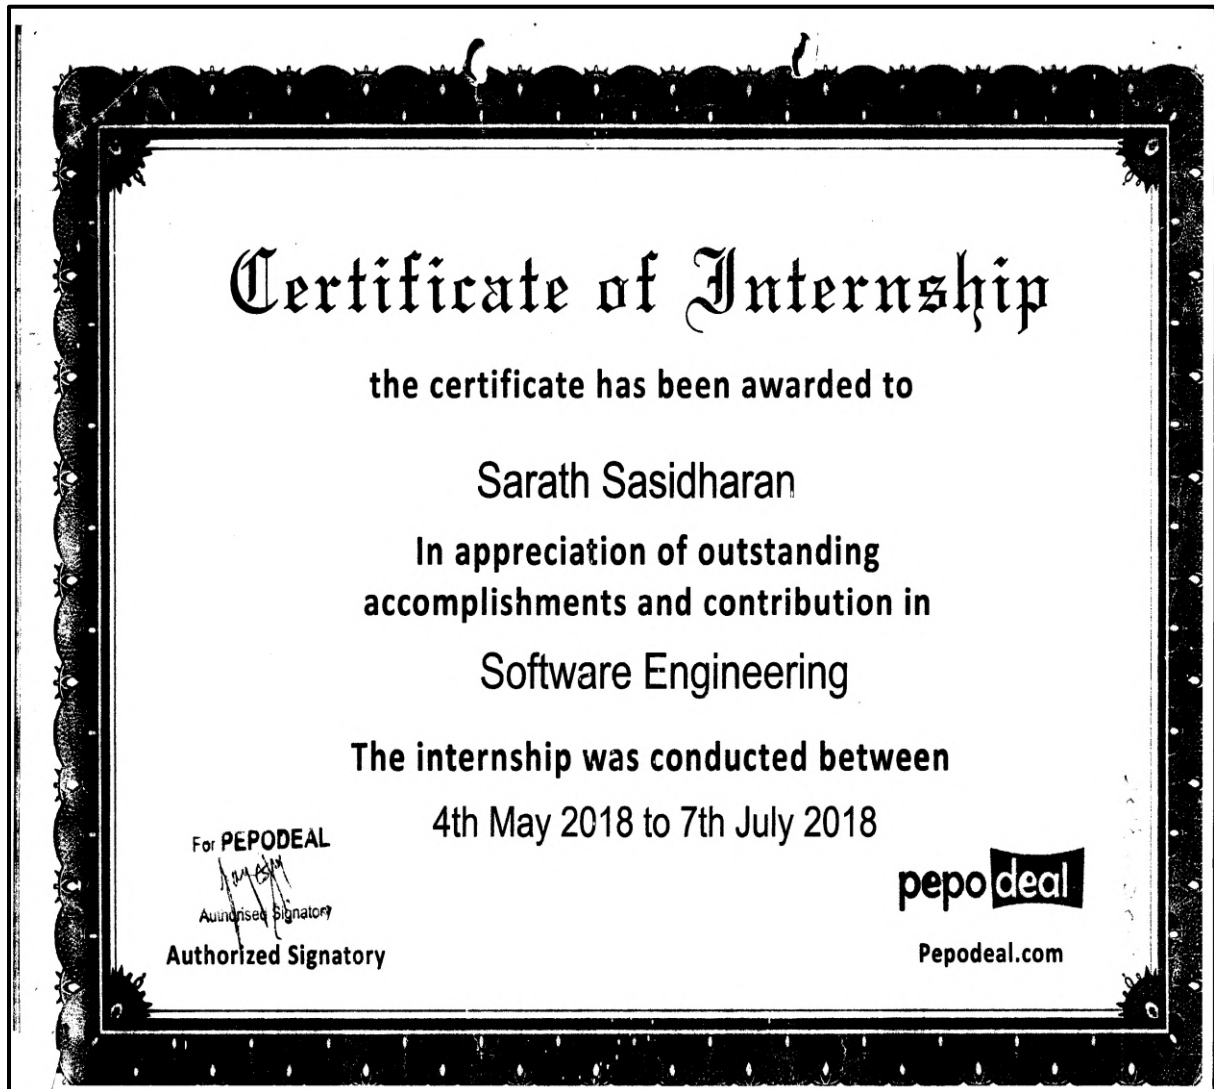 Certificate of Internship
the certificate has been awarded to
Sarath Sasidharan
In appreciation of outstanding
accomplishments and contribution in
Software Engineering
The internship was conducted between
4th May 2018 to 7th July 2018
For PEPODEAL
Authorised Signatory
Authorized Signatory
pepo deal
Pepodeal.com